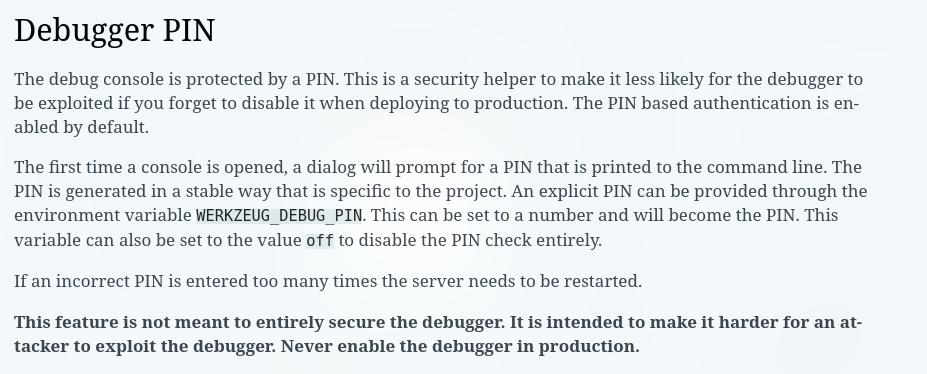 Debugger PIN
The debug console is protected by a PIN. This is a security helper to make it less likely for the debugger to
be exploited if you forget to disable it when deploying to production. The PIN based authentication is en-
abled by default.
The first time a console is opened, a dialog will prompt for a PIN that is printed to the command line. The
PIN is generated in a stable way that is specific to the project. An explicit PIN can be provided through the
environment variable WERKZEUG_DEBUG_PIN. This can be set to a number and will become the PIN. This
variable can also be set to the value off to disable the PIN check entirely.
If an incorrect PIN is entered too many times the server needs to be restarted.
This feature is not meant to entirely secure the debugger. It is intended to make it harder for an at-
tacker to exploit the debugger. Never enable the debugger in production.